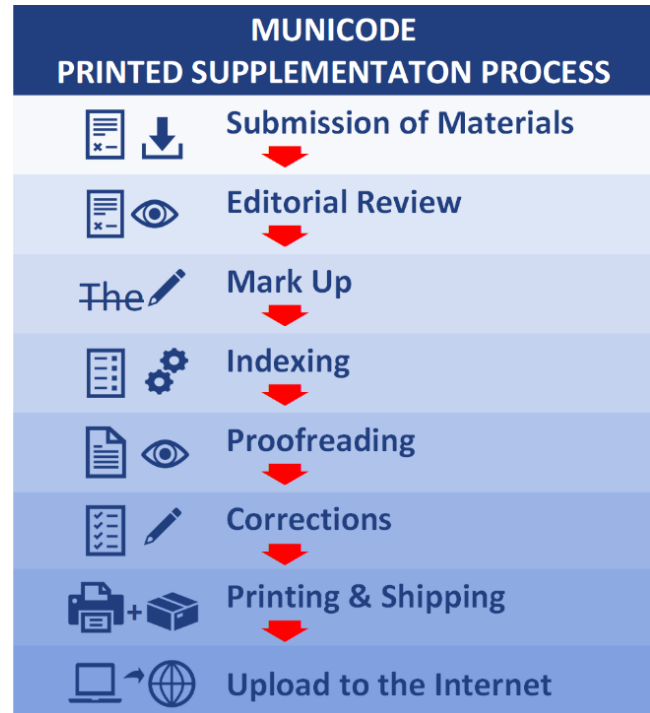 MUNICODE
PRINTED SUPPLEMENTATON PROCESS
Submission of Materials
Editorial Review
The Mark Up
Indexing
Proofreading
Corrections
+ Printing & Shipping
Upload to the Internet